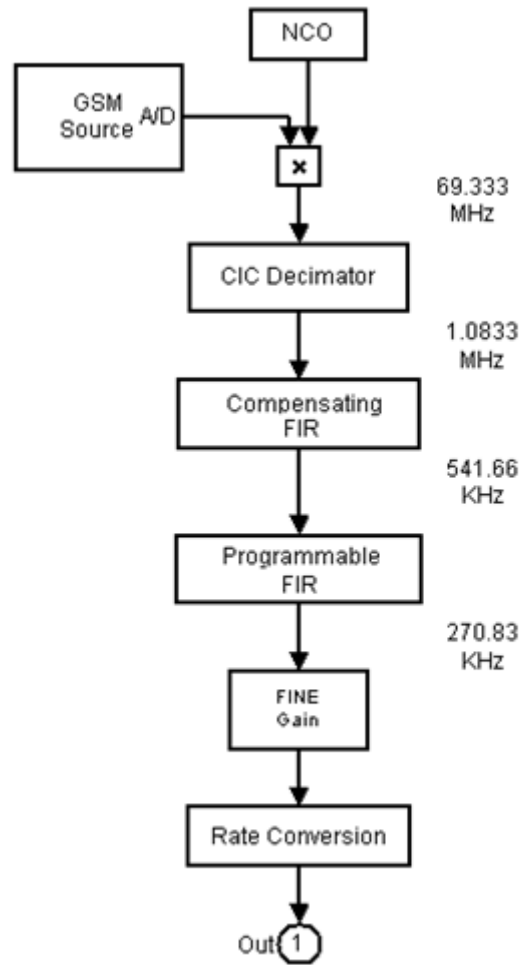 NCO
GSM
Source
A/D
×
69.333
MHz
CIC Decimator
1.0833
MHz
Compensating
FIR
541.66
KHz
Programmable
FIR
270.83
KHz
FINE
Gain
Rate Conversion
Out
1